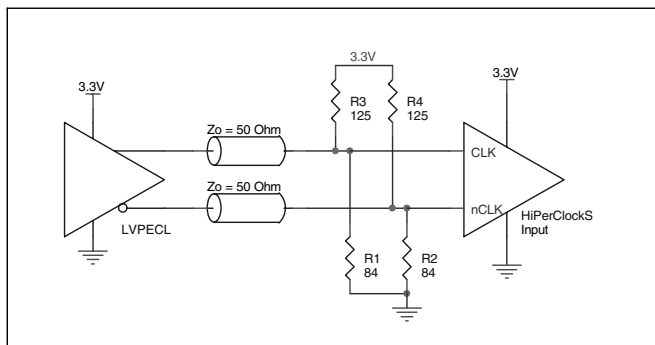 3.3V
3.3V
R3
125
R4
125
3.3V
Zo = 50 Ohm
CLK
Zo = 50 Ohm
nCLK
LVPECL
HiPerClockS
Input
R1
84
R2
84